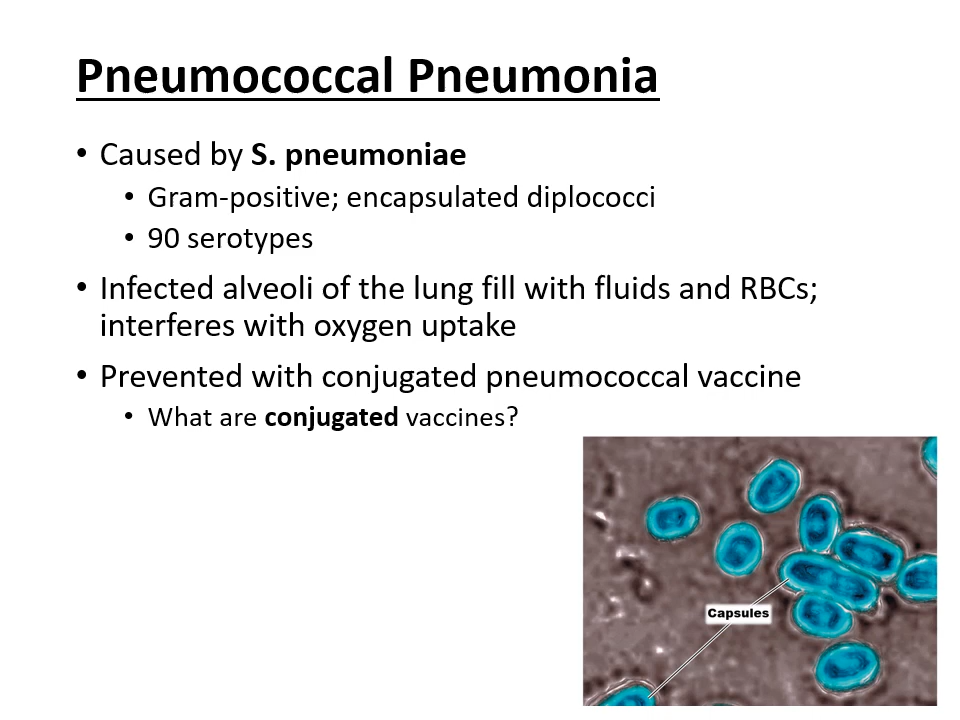 Pneumococcal Pneumonia
• Caused by S. pneumoniae
• Gram-positive; encapsulated diplococci
• 90 serotypes
• Infected alveoli of the lung fill with fluids and RBCs;
interferes with oxygen uptake
• Prevented with conjugated pneumococcal vaccine
• What are conjugated vaccines?
Capsules